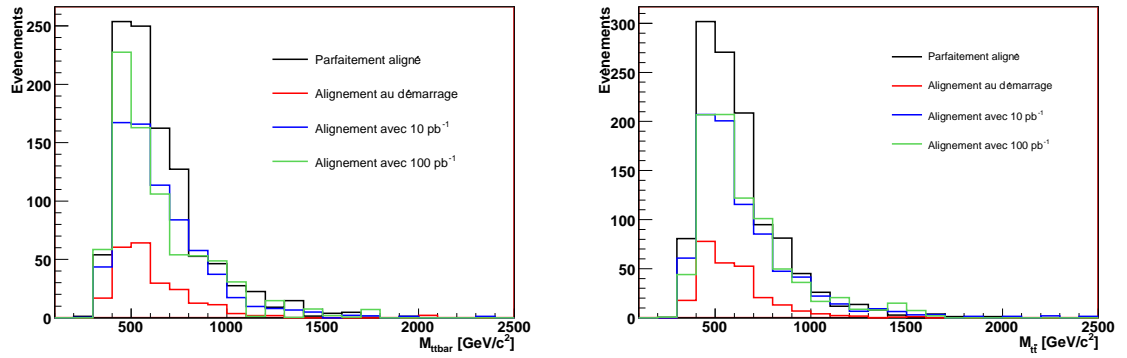 Evènements
250
200
150
100
50
0
Parfaitement aligné
Alignement au démarrage
Alignement avec 10 pb⁻¹
Alignement avec 100 pb⁻¹
500
1000
1500
2000
2500
M_ttbar [GeV/c²]
Evènements
300
250
200
150
100
50
0
Parfaitement aligné
Alignement au démarrage
Alignement avec 10 pb⁻¹
Alignement avec 100 pb⁻¹
500
1000
1500
2000
2500
M_tt̄ [GeV/c²]